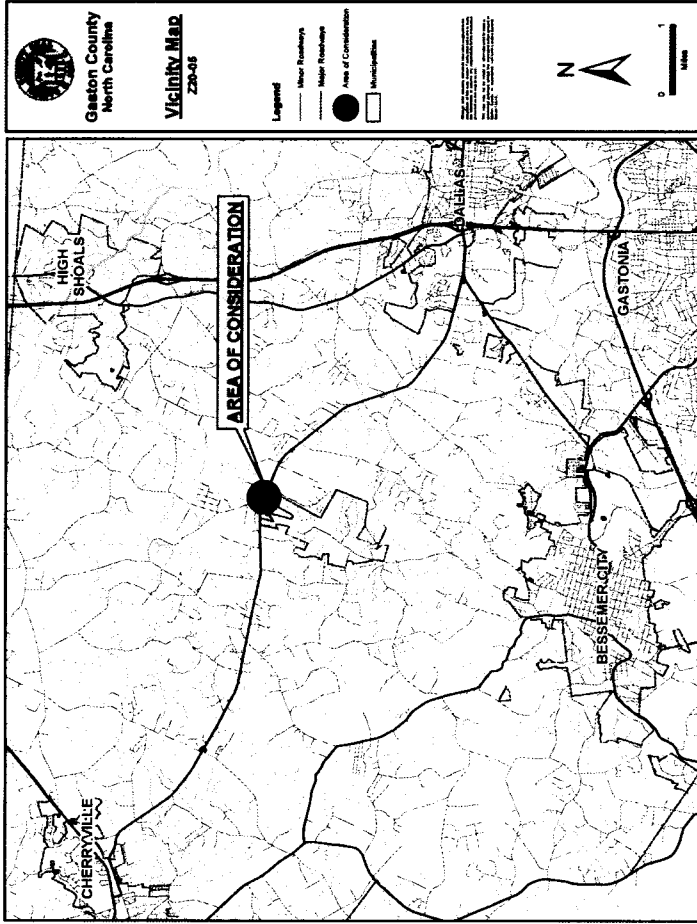 Gaston County
North Carolina
Vicinity Map
Z20-05
Legend
Minor Roadways
Major Roadways
Area of Consideration
Municipalities
N
0 1
Miles
HIGH
SHOALS
AREA OF CONSIDERATION
CHERRYVILLE
DALLAS
GASTONIA
BESSEMER CITY